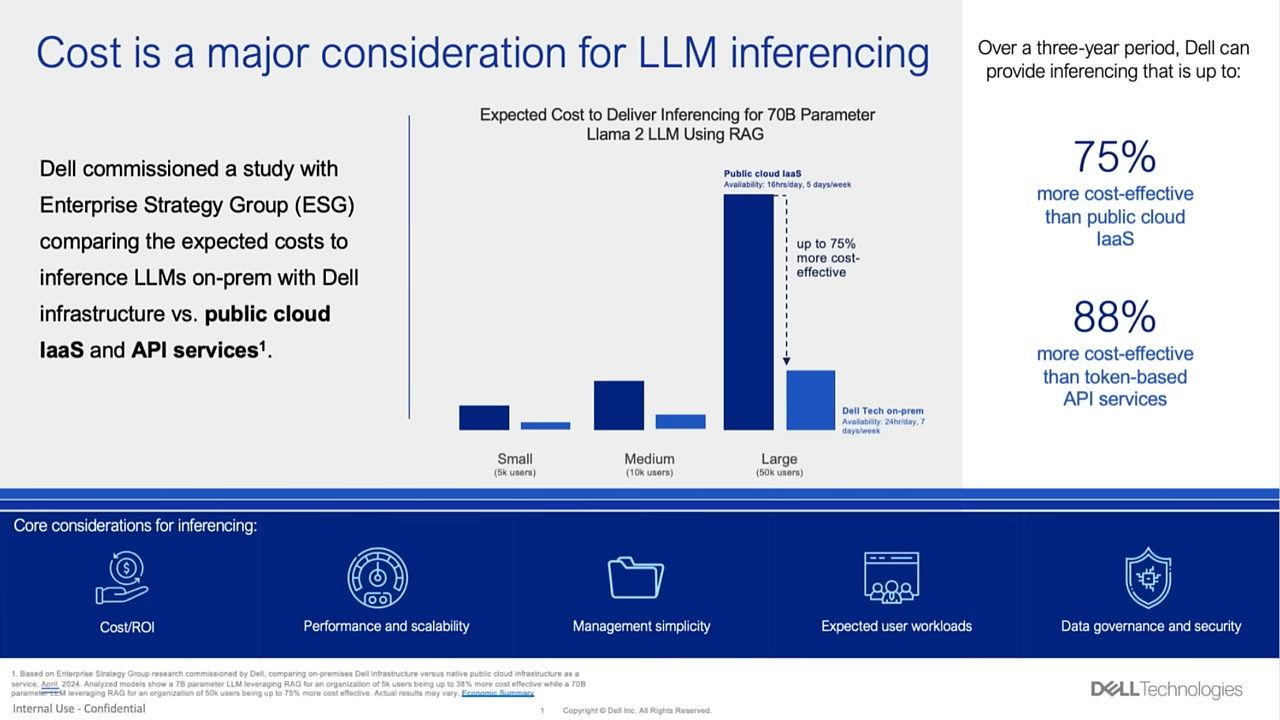 Cost is a major consideration for LLM inferencing
Dell commissioned a study with
Enterprise Strategy Group (ESG)
comparing the expected costs to
inference LLMs on-prem with Dell
infrastructure vs. public cloud
IaaS and API services¹.
Expected Cost to Deliver Inferencing for 70B Parameter
Llama 2 LLM Using RAG
Public cloud IaaS
Availability: 16hrs/day, 5 days/week
up to 75%
more cost-
effective
Dell Tech on-prem
Availability: 24hr/day, 7
days/week
Small
(5k users)
Medium
(10k users)
Large
(50k users)
Over a three-year period, Dell can
provide inferencing that is up to:
75%
more cost-effective
than public cloud
IaaS
88%
more cost-effective
than token-based
API services
Core considerations for inferencing:
Cost/ROI
Performance and scalability
Management simplicity
Expected user workloads
Data governance and security
1. Based on Enterprise Strategy Group research commissioned by Dell, comparing on-premises Dell infrastructure versus native public cloud infrastructure as a
service, April, 2024. Analyzed models show a 7B parameter LLM leveraging RAG for an organization of 5k users being up to 38% more cost effective while a 70B
parameter LLM leveraging RAG for an organization of 50k users being up to 75% more cost effective. Actual results may vary. Economic Summary
Internal Use - Confidential
1 Copyright © Dell Inc. All Rights Reserved.
DELLTechnologies